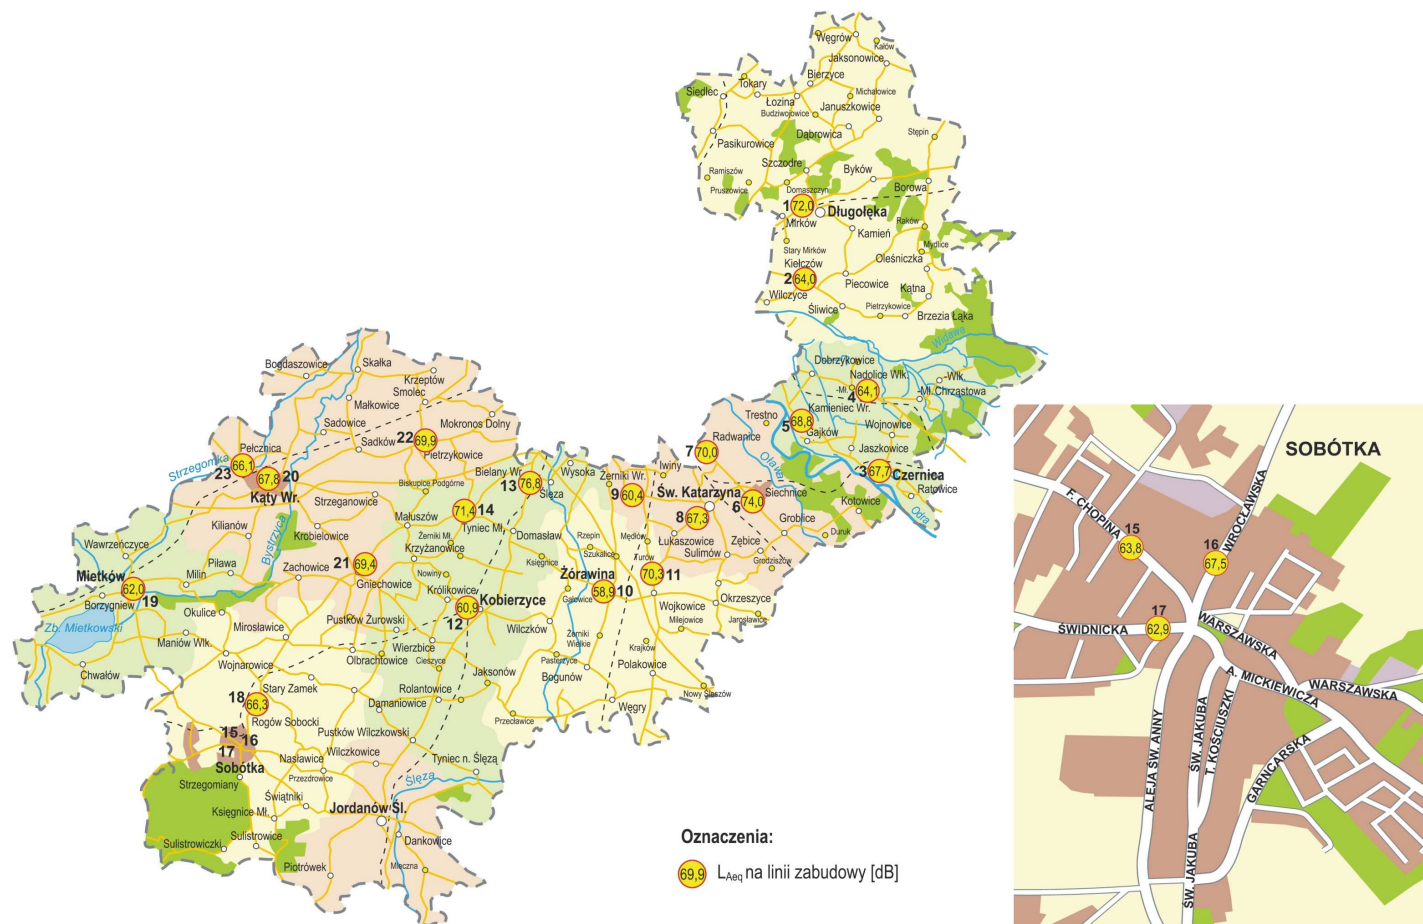 Węgrów
Kałów
Jaksonowice
Bierzyce
Tokary
Siedlec
Łozina
Michałowice
Budziwojowice
Januszkowice
Dąbrowica
Stępin
Pasikurowice
Szczodre
Byków
Ramiszów
Pruszowice
Domaszczyn
Borowa
1
72,0
Długołęka
Mirków
Raków
Kamień
Stary Mirków
Mydlice
Kiełczów
Oleśniczka
2
64,0
Piecowice
Kątna
Wilczyce
Śliwice
Pietrzykowice
Brzezia Łąka
Widawa
Dobrzykowice
Nadolice Wlk.
-Wlk.
-Mł.
64,1
4
-Mł. Chrząstowa
Kamieniec Wr.
Trestno
68,8
5
Gajków
Wojnowice
Jaszkowice
Radwanice
7
70,0
Oława
3
67,7
Czernica
Ratowice
Odra
Iwiny
Siechnice
Kotowice
Św. Katarzyna
74,0
6
Groblice
Duruk
8
67,3
Łukaszowice
Zębice
Sulimów
Grodziszów
Bogdaszowice
Skałka
Krzeptów
Smolec
Małkowice
Sadowice
Mokronos Dolny
Sadków
22
69,9
Pietrzykowice
Pełcznica
Strzegomka
66,1
23
67,8
20
Kąty Wr.
Bielany Wr.
Wysoka
13
76,8
Ślęza
Żerniki Wr.
9
60,4
Biskupice Podgórne
Strzeganowice
71,4
14
Tyniec Mł.
Małuszów
Domasław
Rzepin
Mędłów
Kilianów
Bystrzyca
Krobielowice
Żerniki Mł.
Krzyżanowice
Szukalice
Turów
Księgnice
Wawrzeńczyce
Piława
Zachowice
21
69,4
Gniechowice
Nowiny
Żórawina
70,3
11
Mietków
Milin
62,0
19
Borzygniew
Królikowice
Galowice
58,9
10
Wojkowice
Okrzeszyce
Okulice
60,9
12
Kobierzyce
Milejowice
Jarosławice
Zb. Mietkowski
Mirosławice
Pustków Żurowski
Wilczków
Żerniki
Wielkie
Maniów Wlk.
Wierzbice
Krajków
Olbrachtowice
Cieszyce
Pasterzyce
Polakowice
Wojnarowice
Chwałów
Jaksonów
Bogunów
Stary Zamek
Rolantowice
Nowy Śleszów
18
66,3
Damianowice
Węgry
Rogów Sobocki
Przecławice
15
16
17
Pustków Wilczkowski
Sobótka
Nasławice
Wilczkowice
Tyniec n. Ślęzą
Strzegomiany
Przezdrowice
Ślęza
Świątniki
Księgnice Mł.
Jordanów Śl.
Sulistrowice
Sulistrowiczki
Dankowice
Piotrówek
Mleczna
Oznaczenia:
69,9 LAeq na linii zabudowy [dB]
SOBÓTKA
F. CHOPINA
WROCŁAWSKA
15
63,8
16
67,5
17
62,9
ŚWIDNICKA
WARSZAWSKA
A. MICKIEWICZA
WARSZAWSKA
ALEJA ŚW. ANNY
ŚW. JAKUBA
T. KOŚCIUSZKI
GARNCARSKA
ŚW. JAKUBA